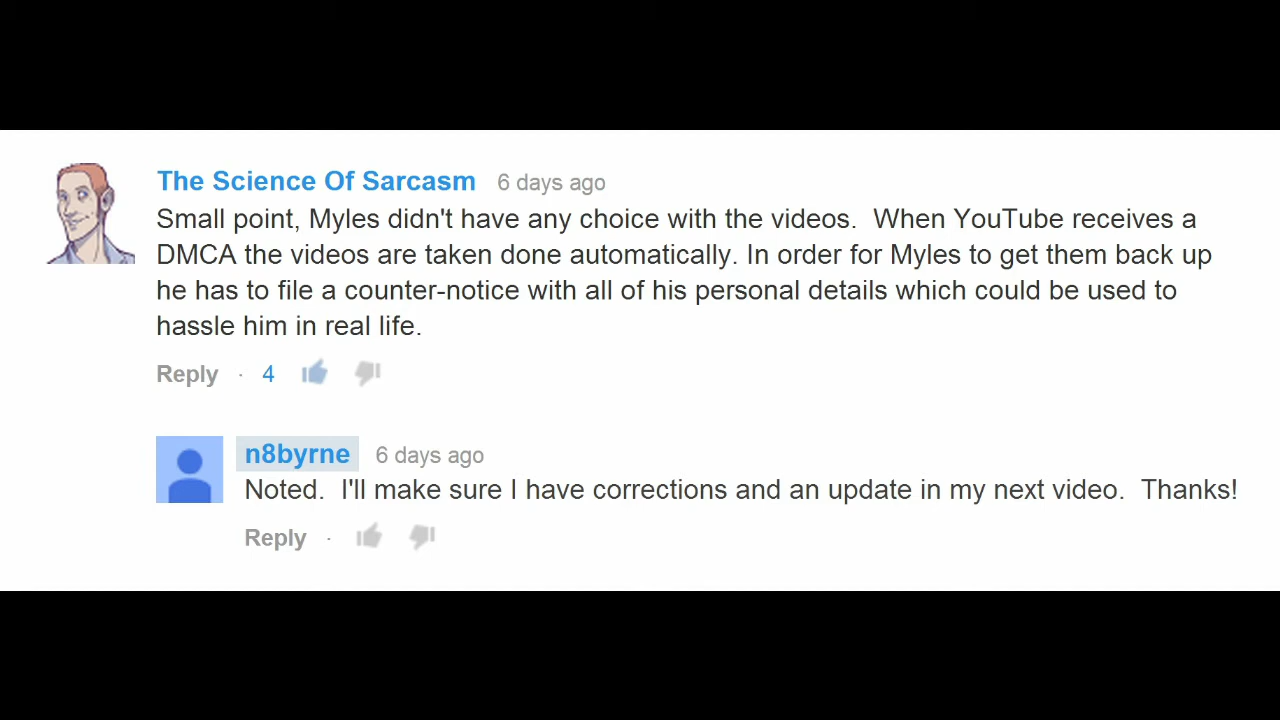 The Science Of Sarcasm 6 days ago
Small point, Myles didn't have any choice with the videos.  When YouTube receives a
DMCA the videos are taken done automatically. In order for Myles to get them back up
he has to file a counter-notice with all of his personal details which could be used to
hassle him in real life.
Reply · 4
n8byrne 6 days ago
Noted.  I'll make sure I have corrections and an update in my next video.  Thanks!
Reply ·